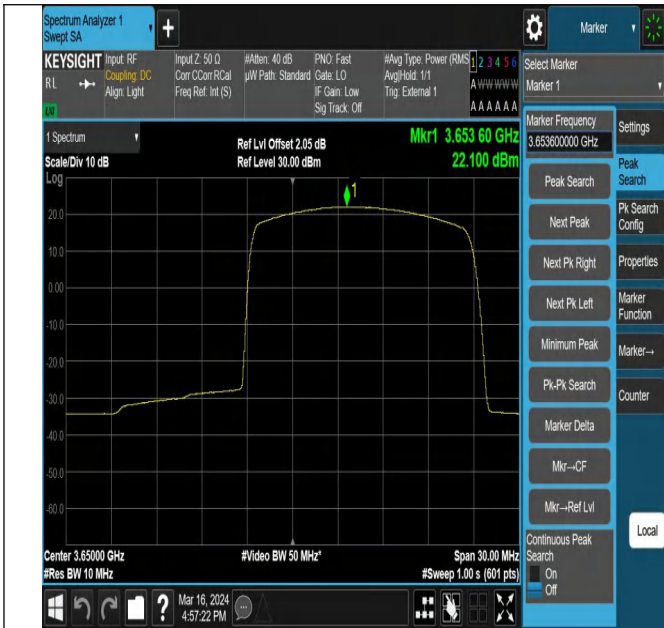 Spectrum Analyzer 1
Swept SA
Marker
KEYSIGHT
RL
LXI
Input: RF
Coupling: DC
Align: Light
Input Z: 50 Ω
Corr CCorr RCal
Freq Ref: Int (S)
#Atten: 40 dB
µW Path: Standard
PNO: Fast
Gate: LO
IF Gain: Low
Sig Track: Off
#Avg Type: Power (RMS
Avg|Hold: 1/1
Trig: External 1
1 2 3 4 5 6
A W W W W W
A A A A A A
Select Marker
Marker 1
1 Spectrum
Scale/Div 10 dB
Log
Ref Lvl Offset 2.05 dB
Ref Level 30.00 dBm
Mkr1 3.653 60 GHz
22.100 dBm
1
20.0
10.0
0.00
-10.0
-20.0
-30.0
-40.0
-50.0
-60.0
Center 3.65000 GHz
#Res BW 10 MHz
#Video BW 50 MHz*
Span 30.00 MHz
#Sweep 1.00 s (601 pts)
Marker Frequency
3.653600000 GHz
Peak Search
Next Peak
Next Pk Right
Next Pk Left
Minimum Peak
Pk-Pk Search
Marker Delta
Mkr→CF
Mkr→Ref Lvl
Continuous Peak
Search
On
Off
Settings
Peak
Search
Pk Search
Config
Properties
Marker
Function
Marker→
Counter
Local
Mar 16, 2024
4:57:22 PM